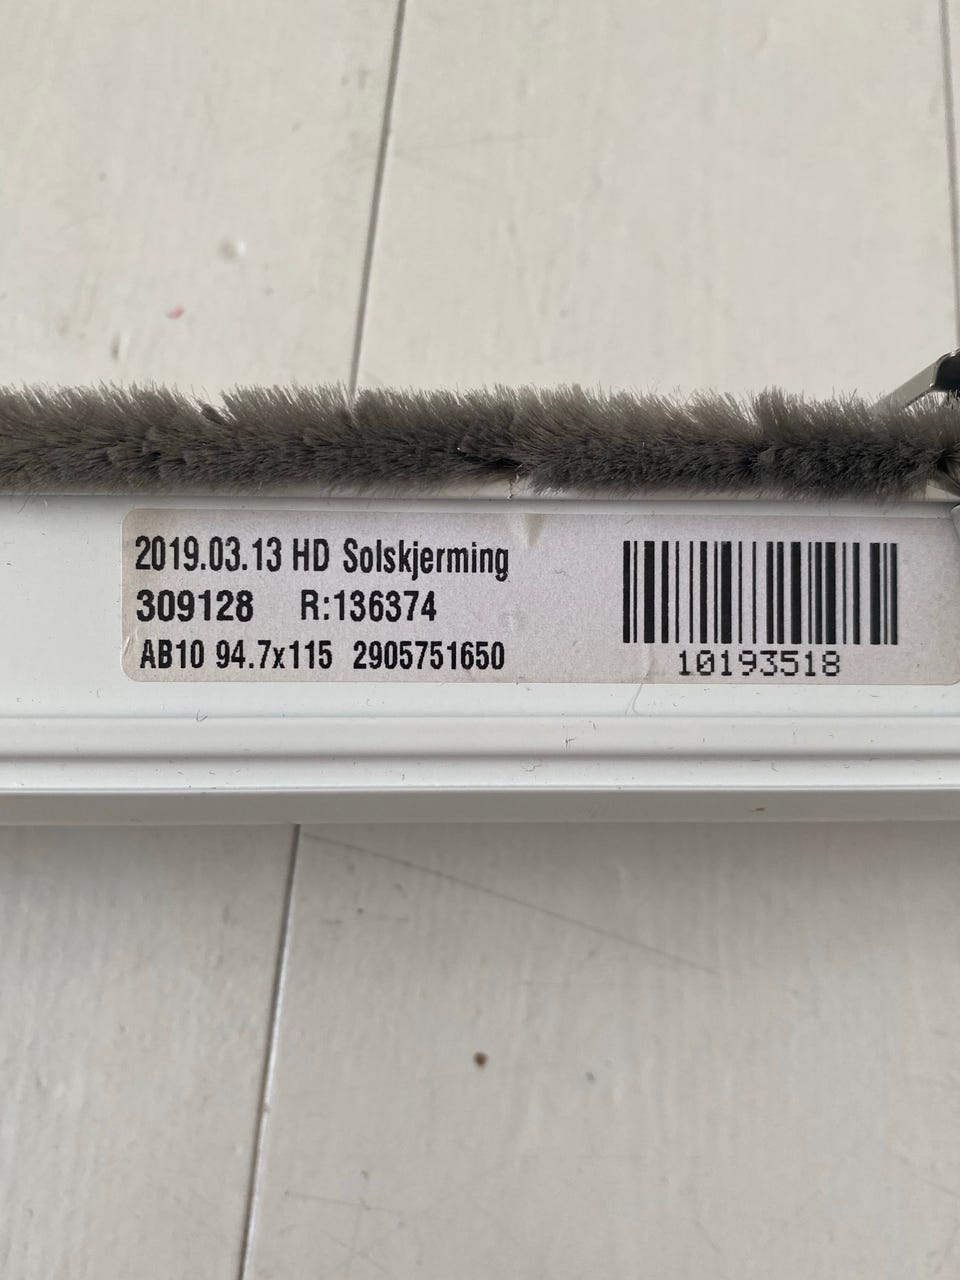 2019.03.13 HD Solskjerming
309128 R:136374
AB10 94.7x115 2905751650
10193518